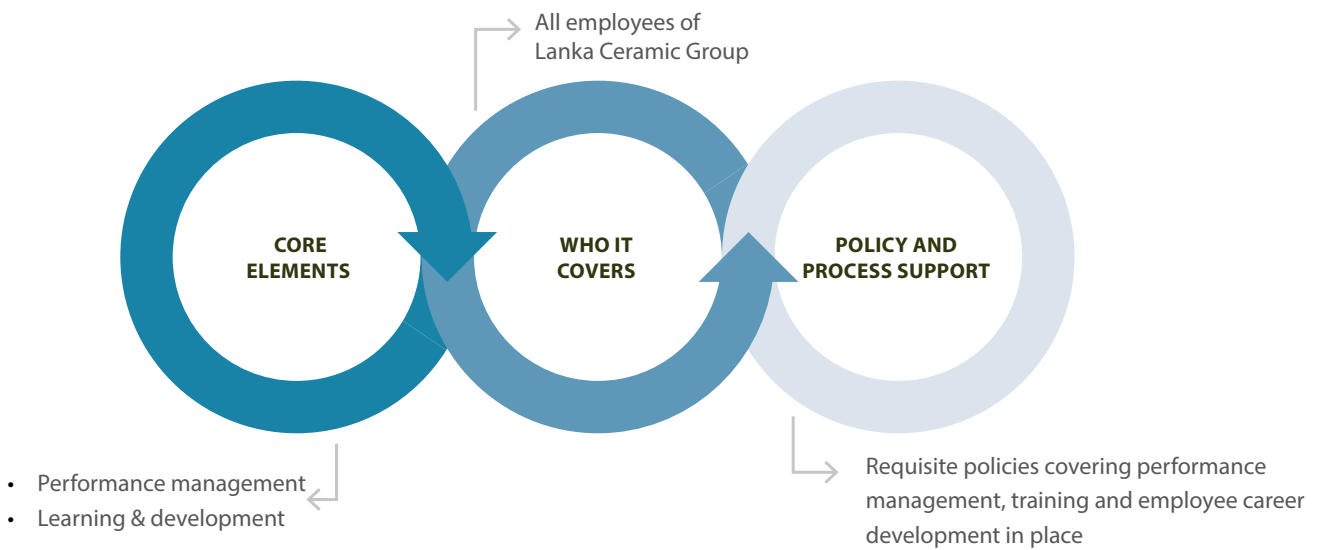 All employees of
Lanka Ceramic Group
CORE
ELEMENTS
WHO IT
COVERS
POLICY AND
PROCESS SUPPORT
• Performance management
• Learning & development
Requisite policies covering performance
management, training and employee career
development in place